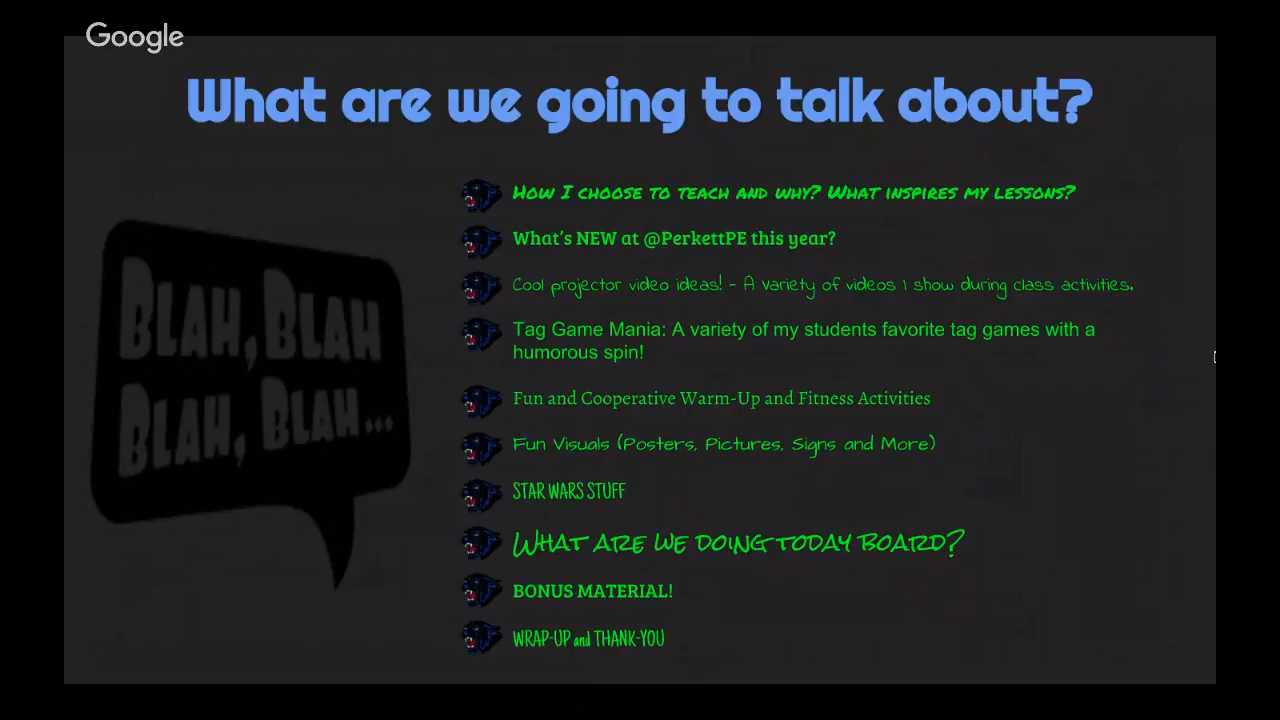 Google
What are we going to talk about?
BLAH, BLAH
BLAH, BLAH...
HOW I CHOOSE TO TEACH AND WHY? WHAT INSPIRES MY LESSONS?
What's NEW at @PerkettPE this year?
Cool projector video ideas! - A variety of videos I show during class activities.
Tag Game Mania: A variety of my students favorite tag games with a
humorous spin!
Fun and Cooperative Warm-Up and Fitness Activities
Fun Visuals (Posters, Pictures, Signs and More)
STAR WARS STUFF
WHAT ARE WE DOING TODAY BOARD?
BONUS MATERIAL!
WRAP-UP and THANK-YOU